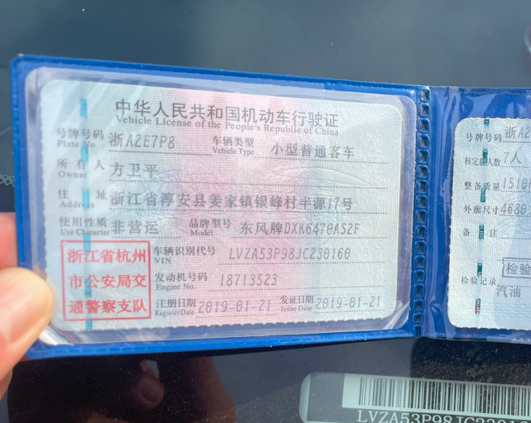 中华人民共和国机动车行驶证
Vehicle License of the People's Republic of China
号牌号码 浙A2E7P8 车辆类型 小型普通客车
Plate No. Vehicle Type
所有人 方卫平
Owner
住址 浙江省淳安县姜家镇银峰村半源17号
Address
使用性质 非营运 品牌型号 东风牌DXK6470AS2F
Use Character Model
浙江省杭州
市公安局交
通警察支队
车辆识别代号 LVZA53P98JC230160
VIN
发动机号码 18713523
Engine No.
注册日期 2019-01-21 发证日期 2019-01-21
Register Date Issue Date
号牌号码 浙A2
核定载人数 7人
整备质量 1510
外廓尺寸 4680
备注
检验
检验记录
汽油
LVZA53P98JC230160